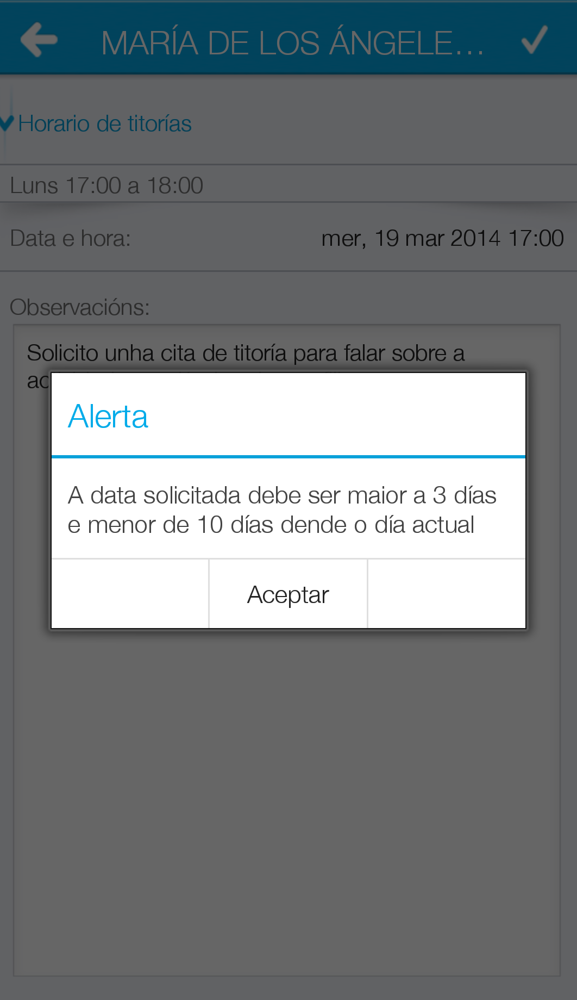 MARÍA DE LOS ÁNGELE...
Horario de titorías
Luns 17:00 a 18:00
Data e hora: mer, 19 mar 2014 17:00
Observacións:
Solicito unha cita de titoría para falar sobre a
Alerta
A data solicitada debe ser maior a 3 días
e menor de 10 días dende o día actual
Aceptar